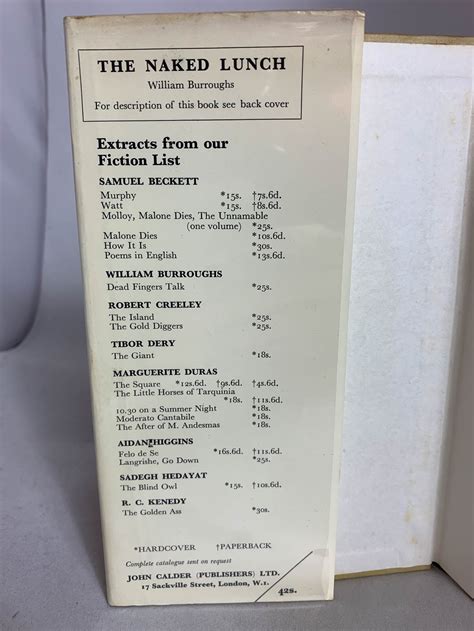 THE NAKED LUNCH
William Burroughs
For description of this book see back cover
Extracts from our
Fiction List
SAMUEL BECKETT
Murphy *15s. †7s.6d.
Watt *15s. †8s.6d.
Molloy, Malone Dies, The Unnamable
(one volume) *25s.
Malone Dies *10s.6d.
How It Is *30s.
Poems in English *13s.6d.
WILLIAM BURROUGHS
Dead Fingers Talk *25s.
ROBERT CREELEY
The Island *25s.
The Gold Diggers *25s.
TIBOR DERY
The Giant *18s.
MARGUERITE DURAS
The Square *12s.6d. †9s.6d. †4s.6d.
The Little Horses of Tarquinia
*18s. †11s.6d.
10.30 on a Summer Night *18s.
Moderato Cantabile *18s.
The After of M. Andesmas *18s.
AIDAN HIGGINS
Felo de Se *16s.6d. †11s.6d.
Langrishe, Go Down *25s.
SADEGH HEDAYAT
The Blind Owl *15s. †10s.6d.
R. C. KENEDY
The Golden Ass *30s.
*HARDCOVER †PAPERBACK
Complete catalogue sent on request
JOHN CALDER (PUBLISHERS) LTD.
17 Sackville Street, London, W.1.
42s.